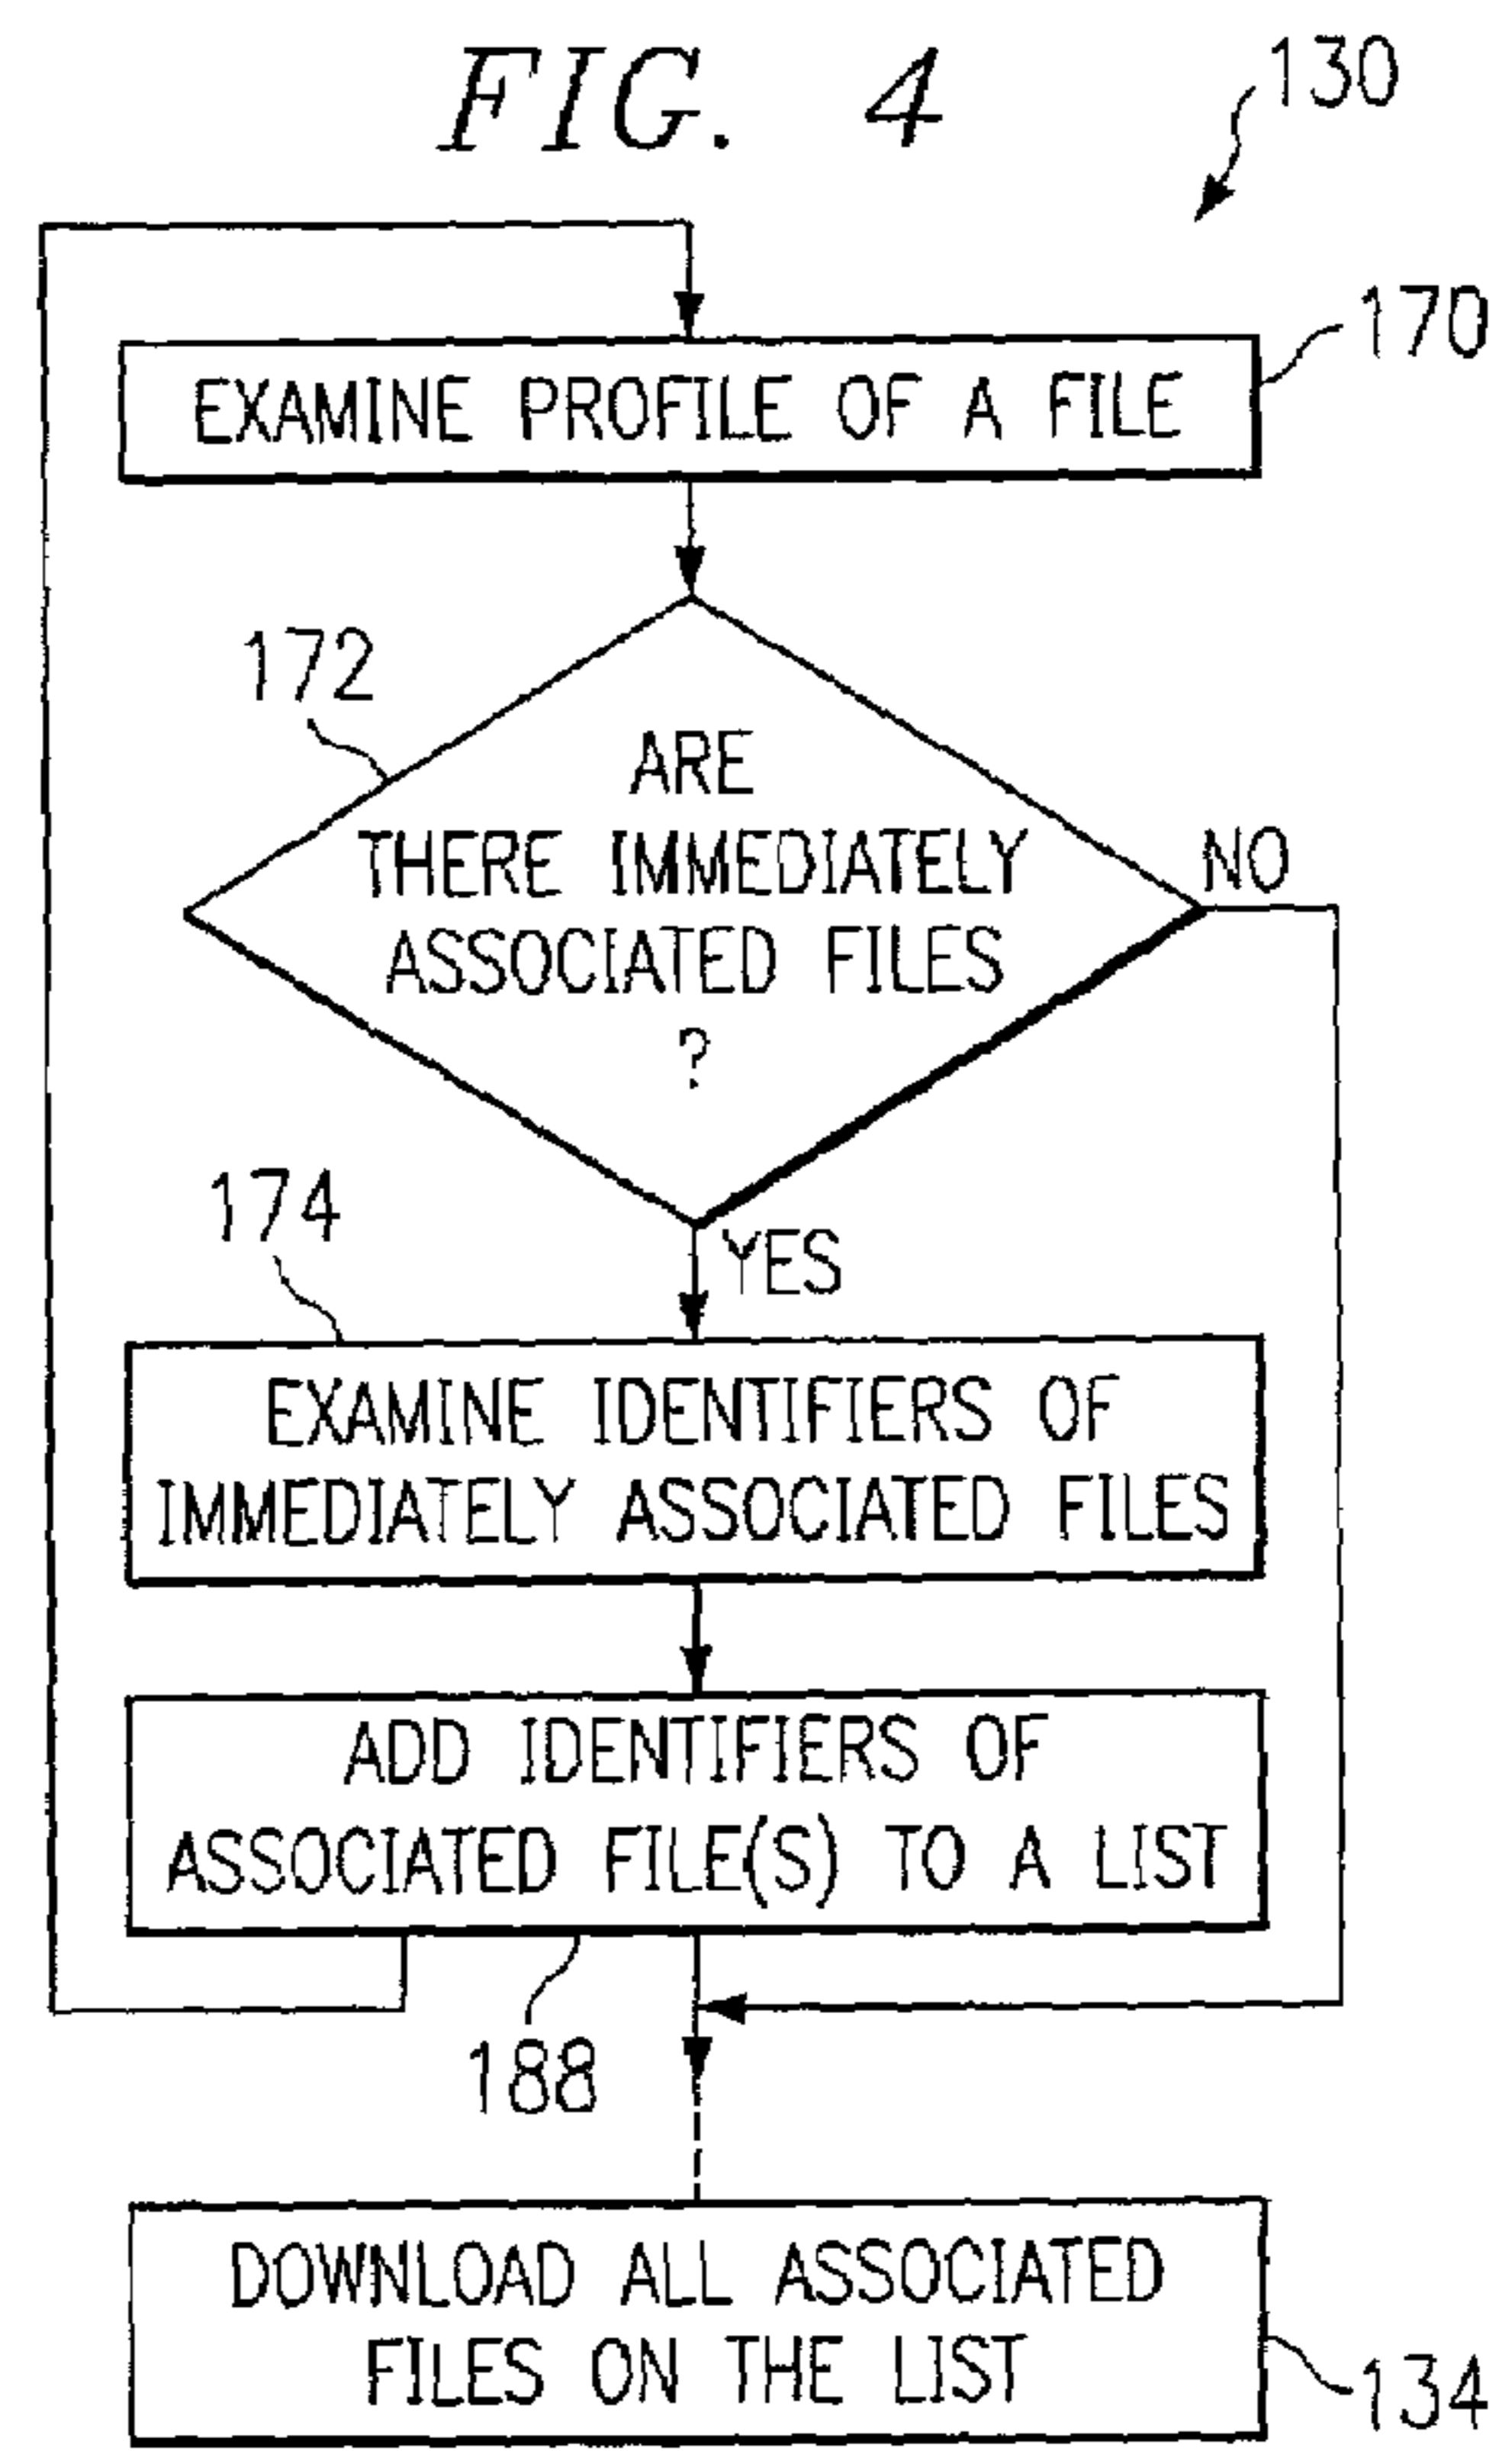 FIG. 4
130
170
EXAMINE PROFILE OF A FILE
172
ARE
THERE IMMEDIATELY
ASSOCIATED FILES
?
NO
YES
174
EXAMINE IDENTIFIERS OF
IMMEDIATELY ASSOCIATED FILES
ADD IDENTIFIERS OF
ASSOCIATED FILE(S) TO A LIST
188
DOWNLOAD ALL ASSOCIATED
FILES ON THE LIST
134